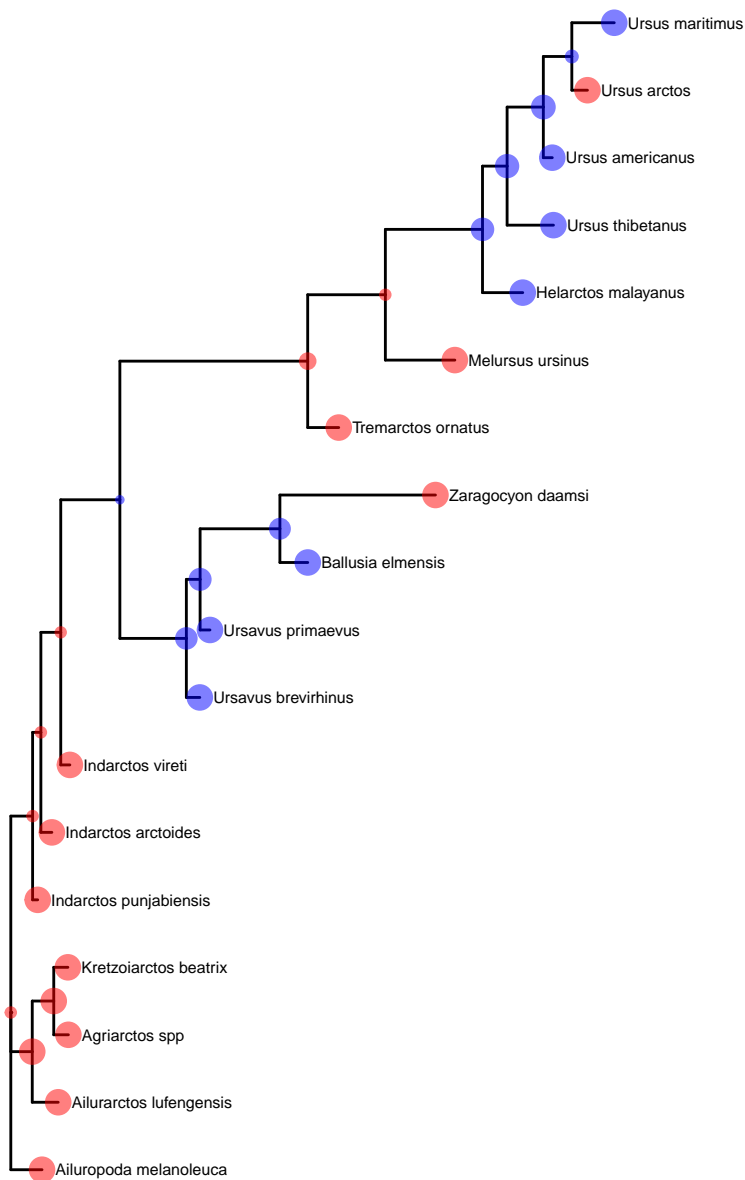 Ursus maritimus
Ursus arctos
Ursus americanus
Ursus thibetanus
Helarctos malayanus
Melursus ursinus
Tremarctos ornatus
Zaragocyon daamsi
Ballusia elmensis
Ursavus primaevus
Ursavus brevirhinus
Indarctos vireti
Indarctos arctoides
Indarctos punjabiensis
Kretzoiarctos beatrix
Agriarctos spp
Ailurarctos lufengensis
Ailuropoda melanoleuca